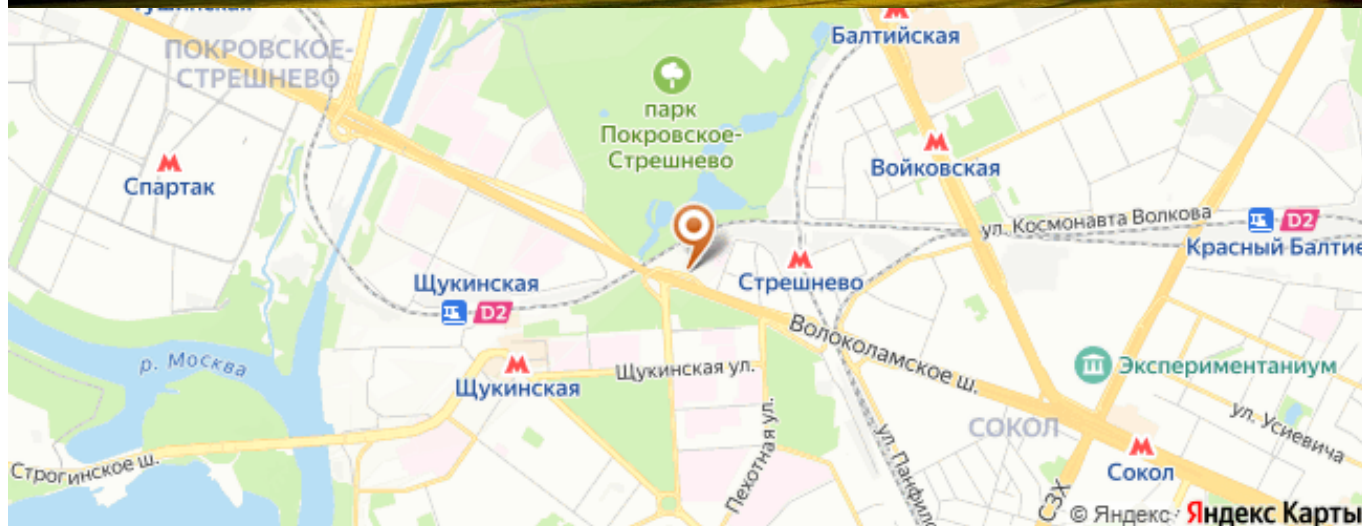 Тушинская
ПОКРОВСКОЕ-
СТРЕШНЕВО
Балтийская
парк
Покровское-
Стрешнево
Войковская
Спартак
ул. Космонавта Волкова
D2
Красный Балтие
Щукинская
D2
Стрешнево
Волоколамское ш.
р. Москва
Щукинская ул.
Щукинская
Экспериментаниум
ул. Усиевича
СОКОЛ
Пехотная ул.
ул. Панфило
Сокол
Строгинское ш.
СЗХ
© Яндекс Яндекс Карты